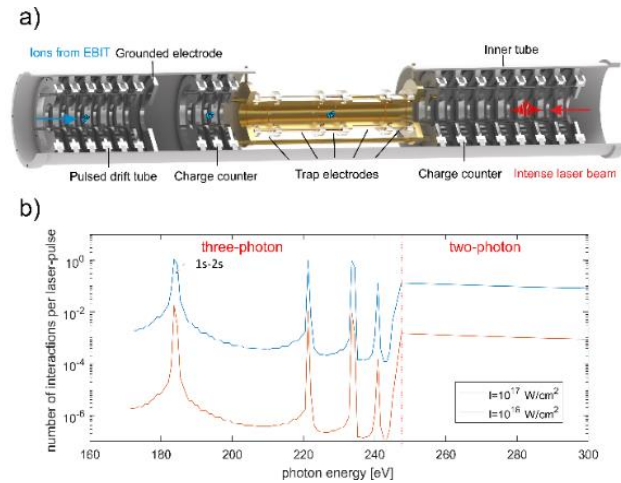 a)
Ions from EBIT
Grounded electrode
Inner tube
Pulsed drift tube
Charge counter
Trap electrodes
Charge counter
Intense laser beam
b)
three-photon
two-photon
1s-2s
number of interactions per laser-pulse
10⁰
10⁻²
10⁻⁴
10⁻⁶
I=10¹⁷ W/cm²
I=10¹⁶ W/cm²
160 180 200 220 240 260 280 300
photon energy [eV]